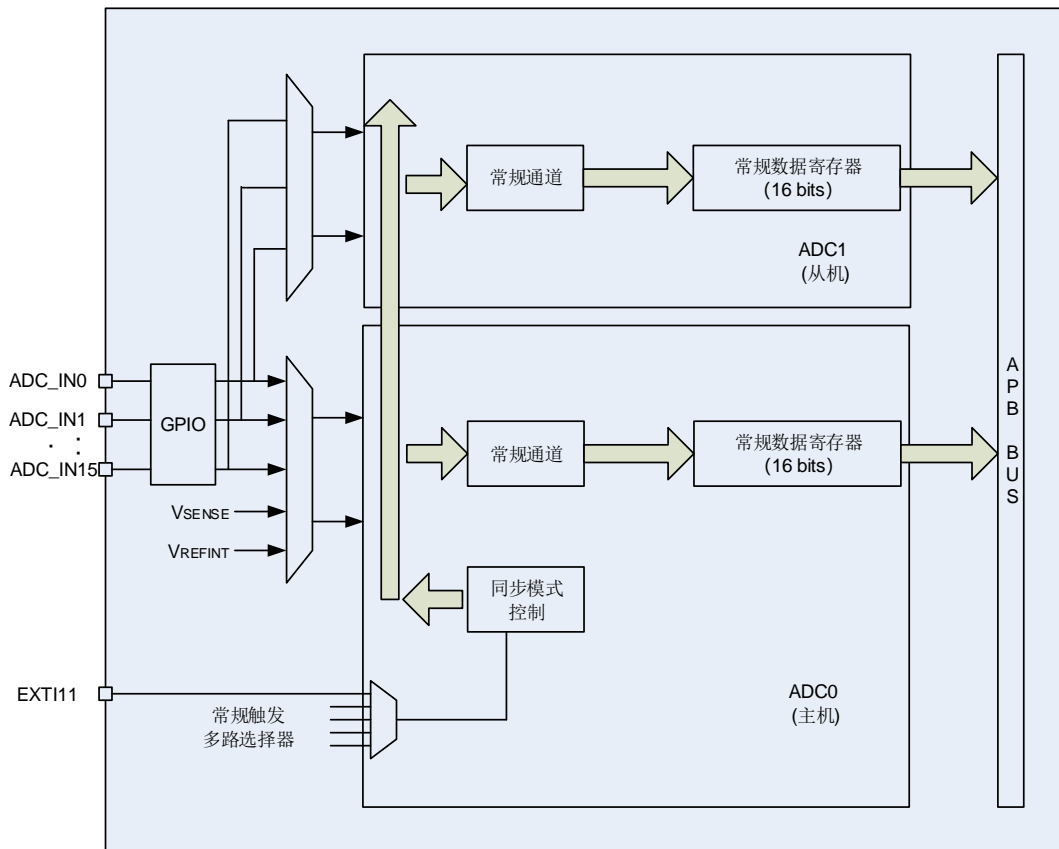 常规通道
常规数据寄存器
(16 bits)
ADC1
(从机)
ADC_IN0
ADC_IN1
ADC_IN15
GPIO
VSENSE
VREFINT
常规通道
常规数据寄存器
(16 bits)
同步模式
控制
EXTI11
常规触发
多路选择器
ADC0
(主机)
APB BUS